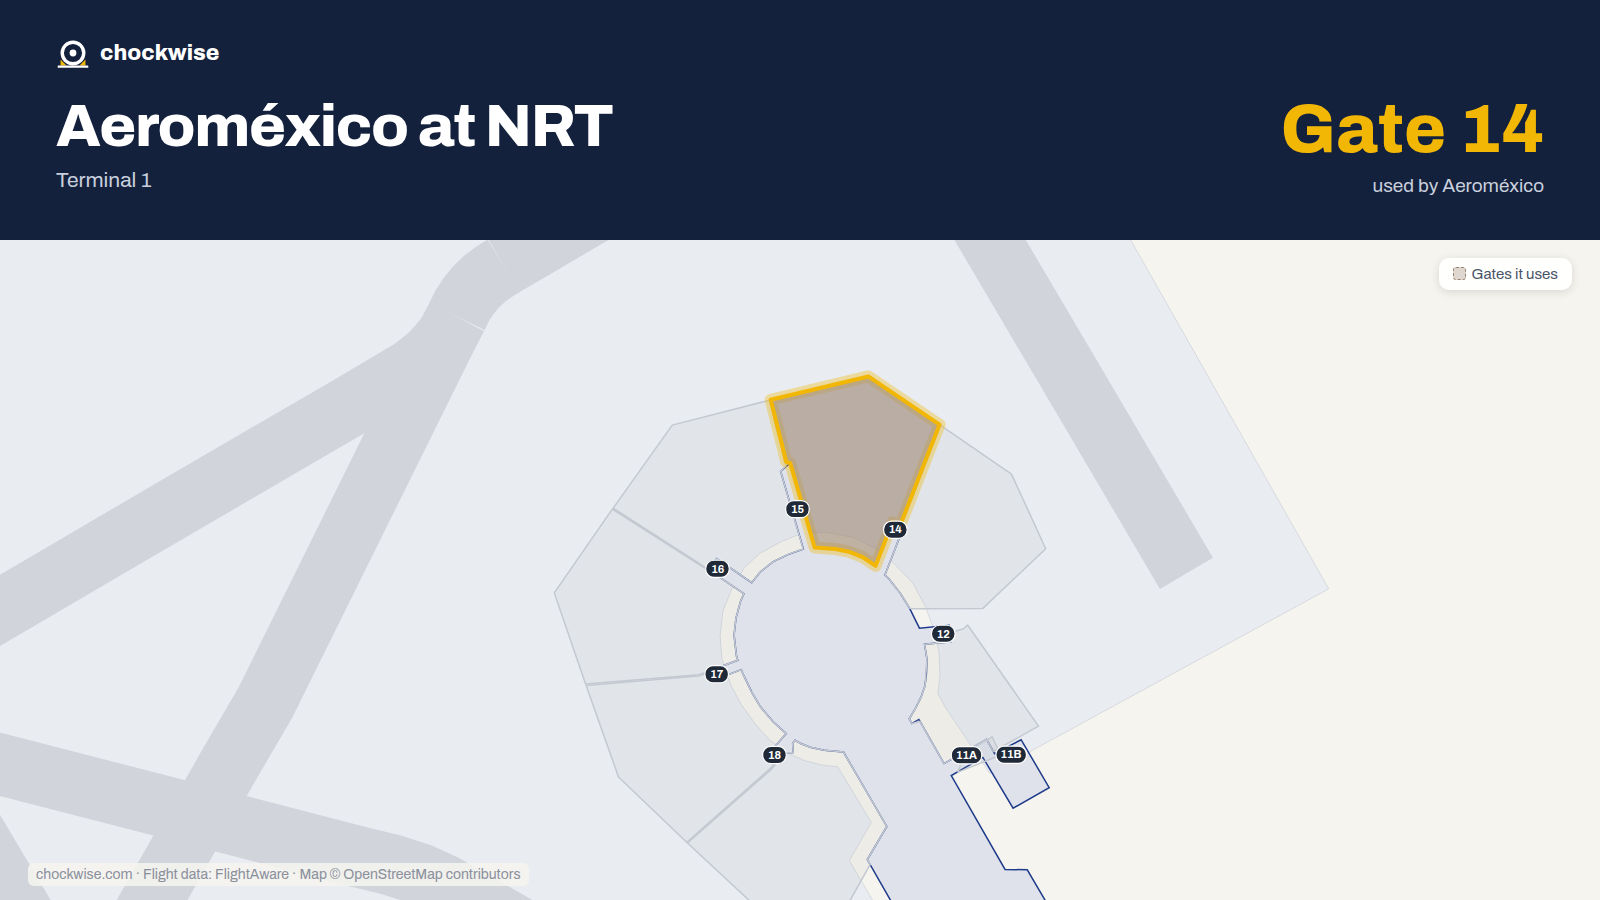 chockwise
Aeroméxico at NRT
Terminal 1
Gate 14
used by Aeroméxico
Gates it uses
15
14
16
12
17
18
11A
11B
chockwise.com · Flight data: FlightAware · Map © OpenStreetMap contributors